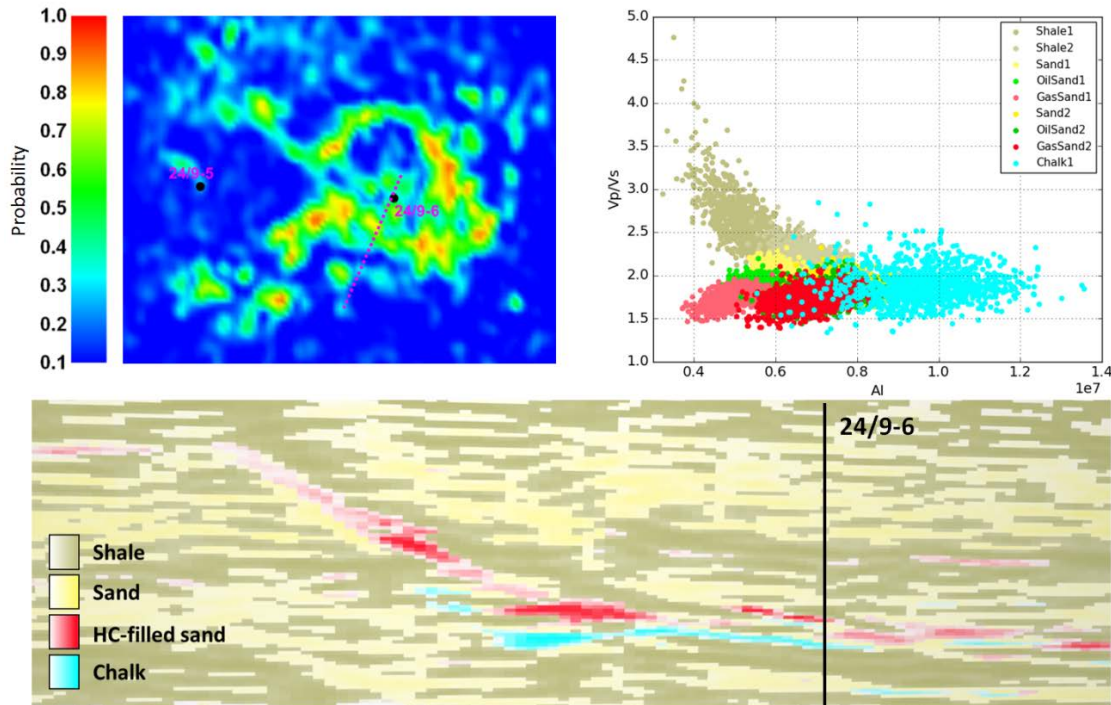 Probability
1.0
0.9
0.8
0.7
0.6
0.5
0.4
0.3
0.2
0.1
24/9-5
24/9-6
Vp/Vs
5.0
4.5
4.0
3.5
3.0
2.5
2.0
1.5
1.0
Shale1
Shale2
Sand1
OilSand1
GasSand1
Sand2
OilSand2
GasSand2
Chalk1
0.4 0.6 0.8 1.0 1.2 1.4
AI 1e7
24/9-6
Shale
Sand
HC-filled sand
Chalk